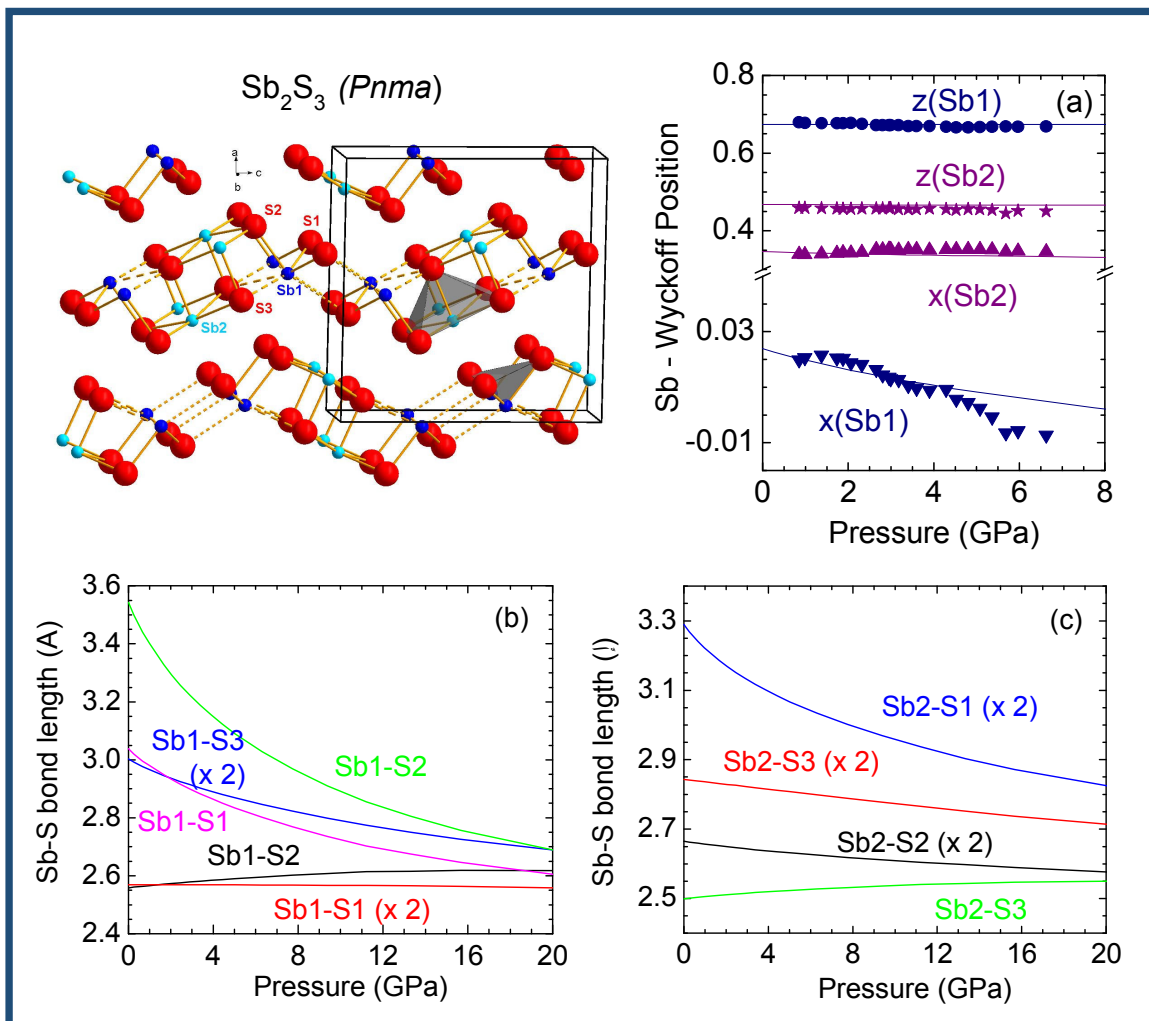 Sb2S3 (Pnma)
a
c
b
S2
S1
Sb1
S3
Sb2
(a)
0.8
0.6
0.4
0.03
-0.01
Sb - Wyckoff Position
z(Sb1)
z(Sb2)
x(Sb2)
x(Sb1)
0 2 4 6 8
Pressure (GPa)
(b)
3.6
3.4
3.2
3.0
2.8
2.6
2.4
Sb-S bond length (A)
Sb1-S3
(x 2)
Sb1-S2
Sb1-S1
Sb1-S2
Sb1-S1 (x 2)
0 4 8 12 16 20
Pressure (GPa)
(c)
3.3
3.1
2.9
2.7
2.5
Sb-S bond length (
Sb2-S1 (x 2)
Sb2-S3 (x 2)
Sb2-S2 (x 2)
Sb2-S3
0 4 8 12 16 20
Pressure (GPa)